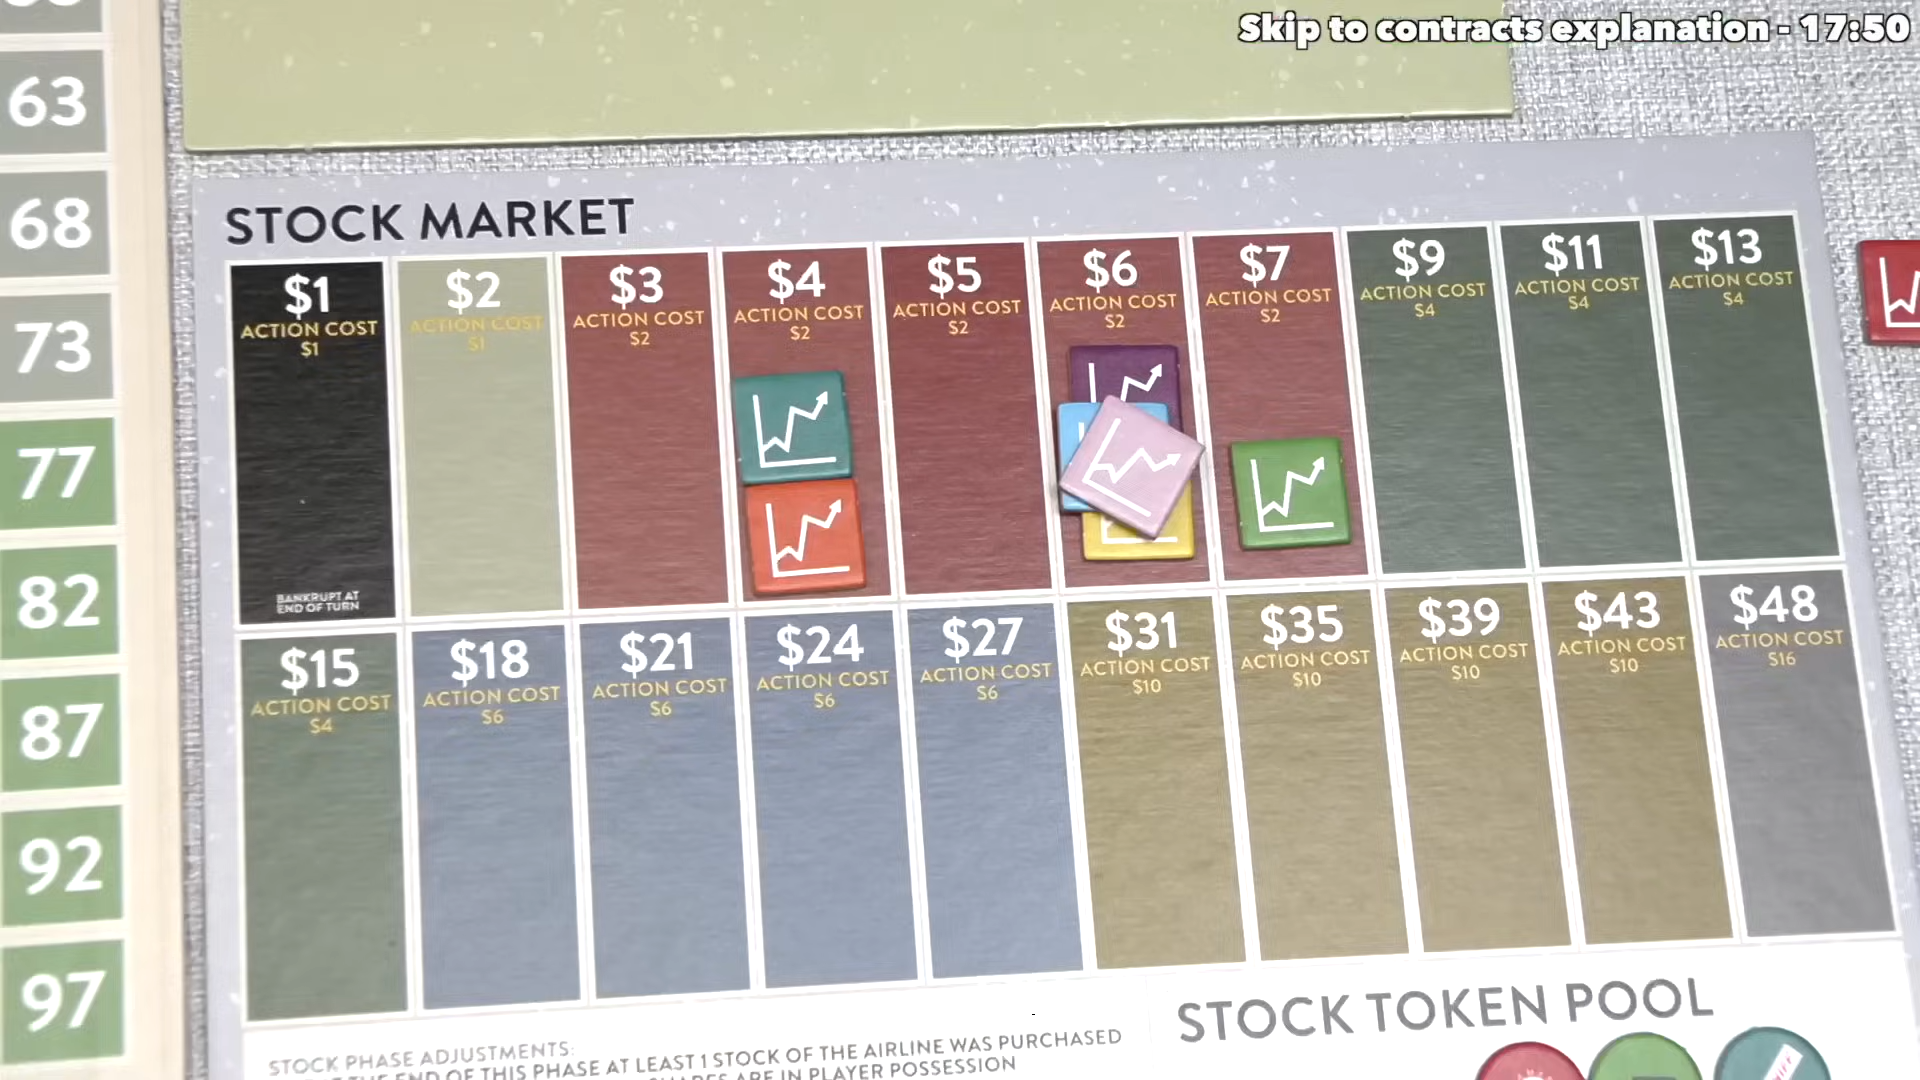 Skip to contracts explanation - 17:50
63
68
73
77
82
87
92
97
STOCK MARKET
$1
ACTION COST
$1
BANKRUPT AT
END OF TURN
$2
ACTION COST
$1
$3
ACTION COST
$2
$4
ACTION COST
$2
$5
ACTION COST
$2
$6
ACTION COST
$2
$7
ACTION COST
$2
$9
ACTION COST
$4
$11
ACTION COST
$4
$13
ACTION COST
$4
$15
ACTION COST
$4
$18
ACTION COST
$6
$21
ACTION COST
$6
$24
ACTION COST
$6
$27
ACTION COST
$6
$31
ACTION COST
$10
$35
ACTION COST
$10
$39
ACTION COST
$10
$43
ACTION COST
$10
$48
ACTION COST
$16
STOCK PHASE ADJUSTMENTS:
THE END OF THIS PHASE AT LEAST 1 STOCK OF THE AIRLINE WAS PURCHASED
SHARES ARE IN PLAYER POSSESSION
STOCK TOKEN POOL